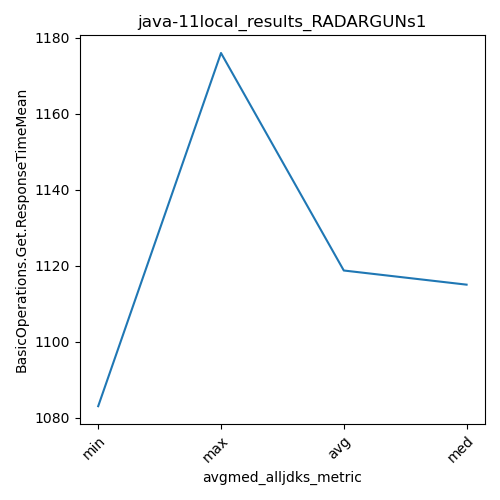 java-11local_results_RADARGUNs1
BasicOperations.Get.ResponseTimeMean
1180
1160
1140
1120
1100
1080
min
max
avg
med
avgmed_alljdks_metric